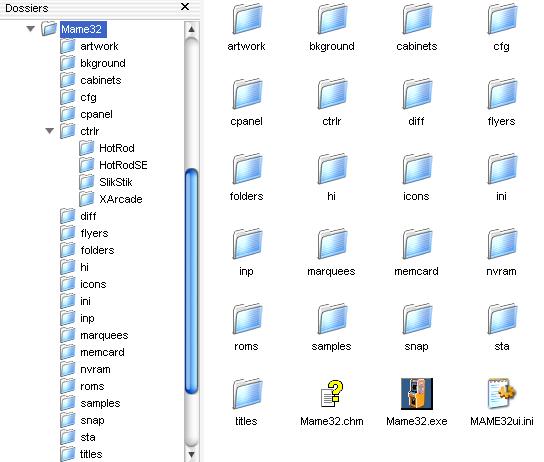 Dossiers
Mame32
artwork
bkground
cabinets
cfg
cpanel
ctrlr
HotRod
HotRodSE
SlikStik
XArcade
diff
flyers
folders
hi
icons
ini
inp
marquees
memcard
nvram
roms
samples
snap
sta
titles
artwork bkground cabinets cfg
cpanel ctrlr diff flyers
folders hi icons ini
inp marquees memcard nvram
roms samples snap sta
titles Mame32.chm Mame32.exe MAME32ui.ini